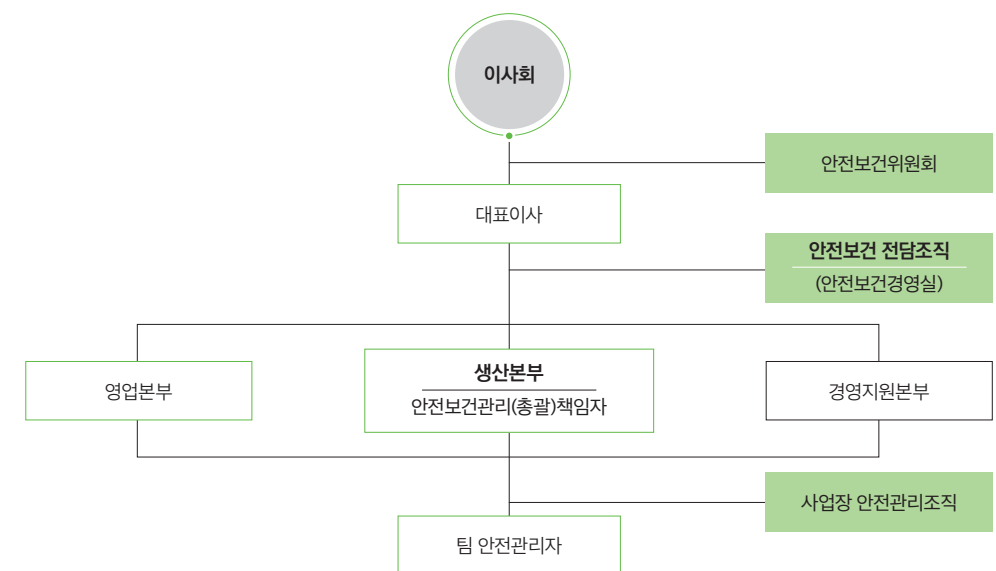 이사회
안전보건위원회
대표이사
안전보건 전담조직
(안전보건경영실)
영업본부
생산본부
안전보건관리(총괄)책임자
경영지원본부
사업장 안전관리조직
팀 안전관리자